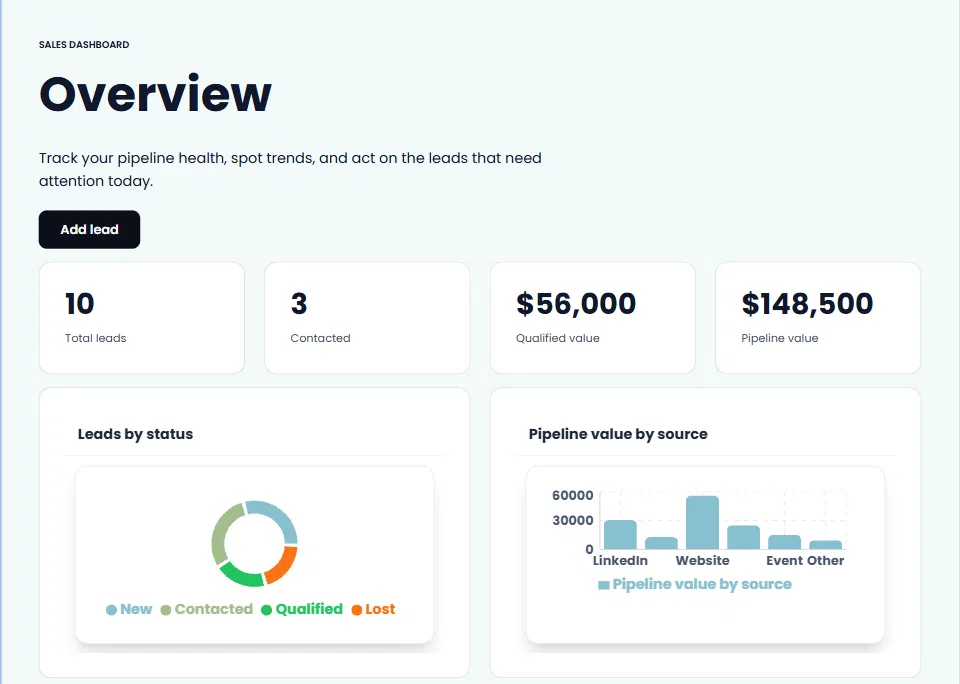 SALES DASHBOARD
Overview
Track your pipeline health, spot trends, and act on the leads that need
attention today.
Add lead
10
Total leads
3
Contacted
$56,000
Qualified value
$148,500
Pipeline value
Leads by status
New Contacted Qualified Lost
Pipeline value by source
60000
30000
0
LinkedIn Website Event Other
Pipeline value by source